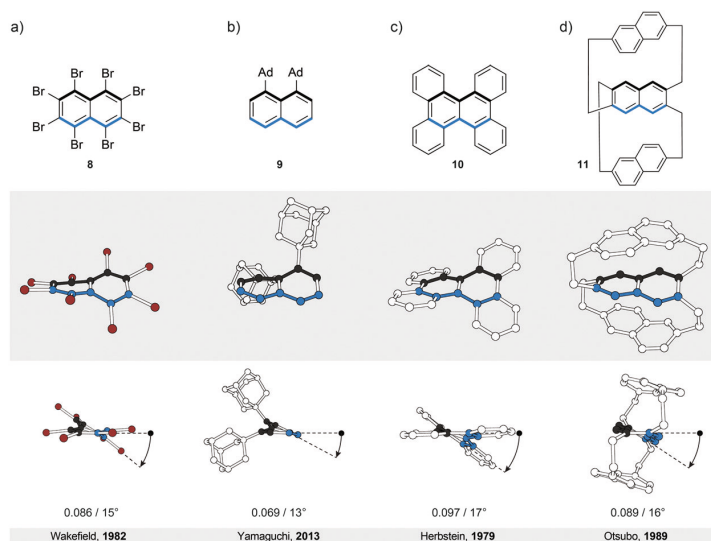 a)
b)
c)
d)
Br Br
Br Br
Br Br
Br Br
8
Ad Ad
9
10
11
0.086 / 15°
0.069 / 13°
0.097 / 17°
0.089 / 16°
Wakefield, 1982
Yamaguchi, 2013
Herbstein, 1979
Otsubo, 1989